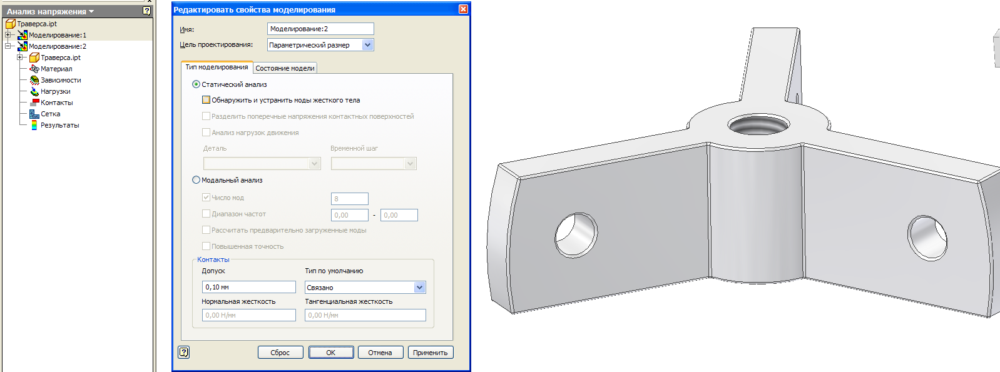 Анализ напряжения
Траверса.ipt
Моделирование:1
Моделирование:2
Траверса.ipt
Материал
Зависимости
Нагрузки
Контакты
Сетка
Результаты
Редактировать свойства моделирования
Имя: Моделирование:2
Цель проектирования: Параметрический размер
Тип моделирования Состояние модели
Статический анализ
Обнаружить и устранить моды жесткого тела
Разделить поперечные напряжения контактных поверхностей
Анализ нагрузок движения
Деталь Временной шаг
Модальный анализ
Число мод 8
Диапазон частот 0,00 - 0,00
Рассчитать предварительно загруженные моды
Повышенная точность
Контакты
Допуск Тип по умолчанию
0,10 мм Связано
Нормальная жесткость Тангенциальная жесткость
0,00 Н/мм 0,00 Н/мм
Сброс ОК Отмена Применить